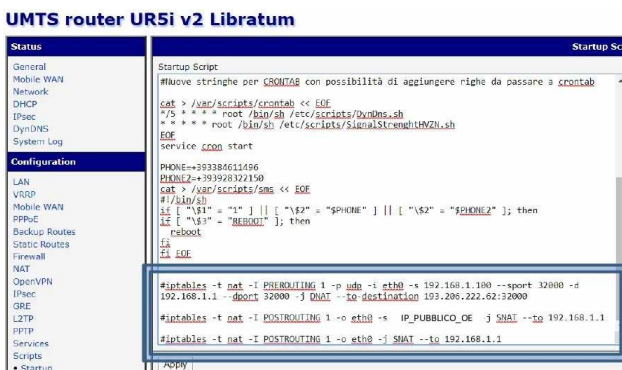 UMTS router UR5i v2 Libratum
Status
General
Mobile WAN
Network
DHCP
IPsec
DynDNS
System Log
Configuration
LAN
VRRP
Mobile WAN
PPPoE
Backup Routes
Static Routes
Firewall
NAT
OpenVPN
IPsec
GRE
L2TP
PPTP
Services
Scripts
• Startup
Startup Sc
Startup Script
#Nuove stringhe per CRONTAB con possibilità di aggiungere righe da passare a crontab
cat > /var/scripts/crontab << EOF
*/5 * * * * root /bin/sh /etc/scripts/DynDns.sh
* * * * * root /bin/sh /etc/scripts/SignalStrenghtHVZN.sh
EOF
service cron start
PHONE=+393384611496
PHONE2=+393928322150
cat > /var/scripts/sms << EOF
#!/bin/sh
if [ "\$1" = "1" ] || [ "\$2" = "$PHONE" ] || [ "\$2" = "$PHONE2" ]; then
if [ "\$3" = "REBOOT" ]; then
reboot
fi
fi EOF
#iptables -t nat -I PREROUTING 1 -p udp -i eth0 -s 192.168.1.100 --sport 32000 -d
192.168.1.1 --dport 32000 -j DNAT --to-destination 193.206.222.62:32000
#iptables -t nat -I POSTROUTING 1 -o eth0 -s IP_PUBBLICO_OE j SNAT --to 192.168.1.1
#iptables -t nat -I POSTROUTING 1 -o eth0 -j SNAT --to 192.168.1.1
Apply